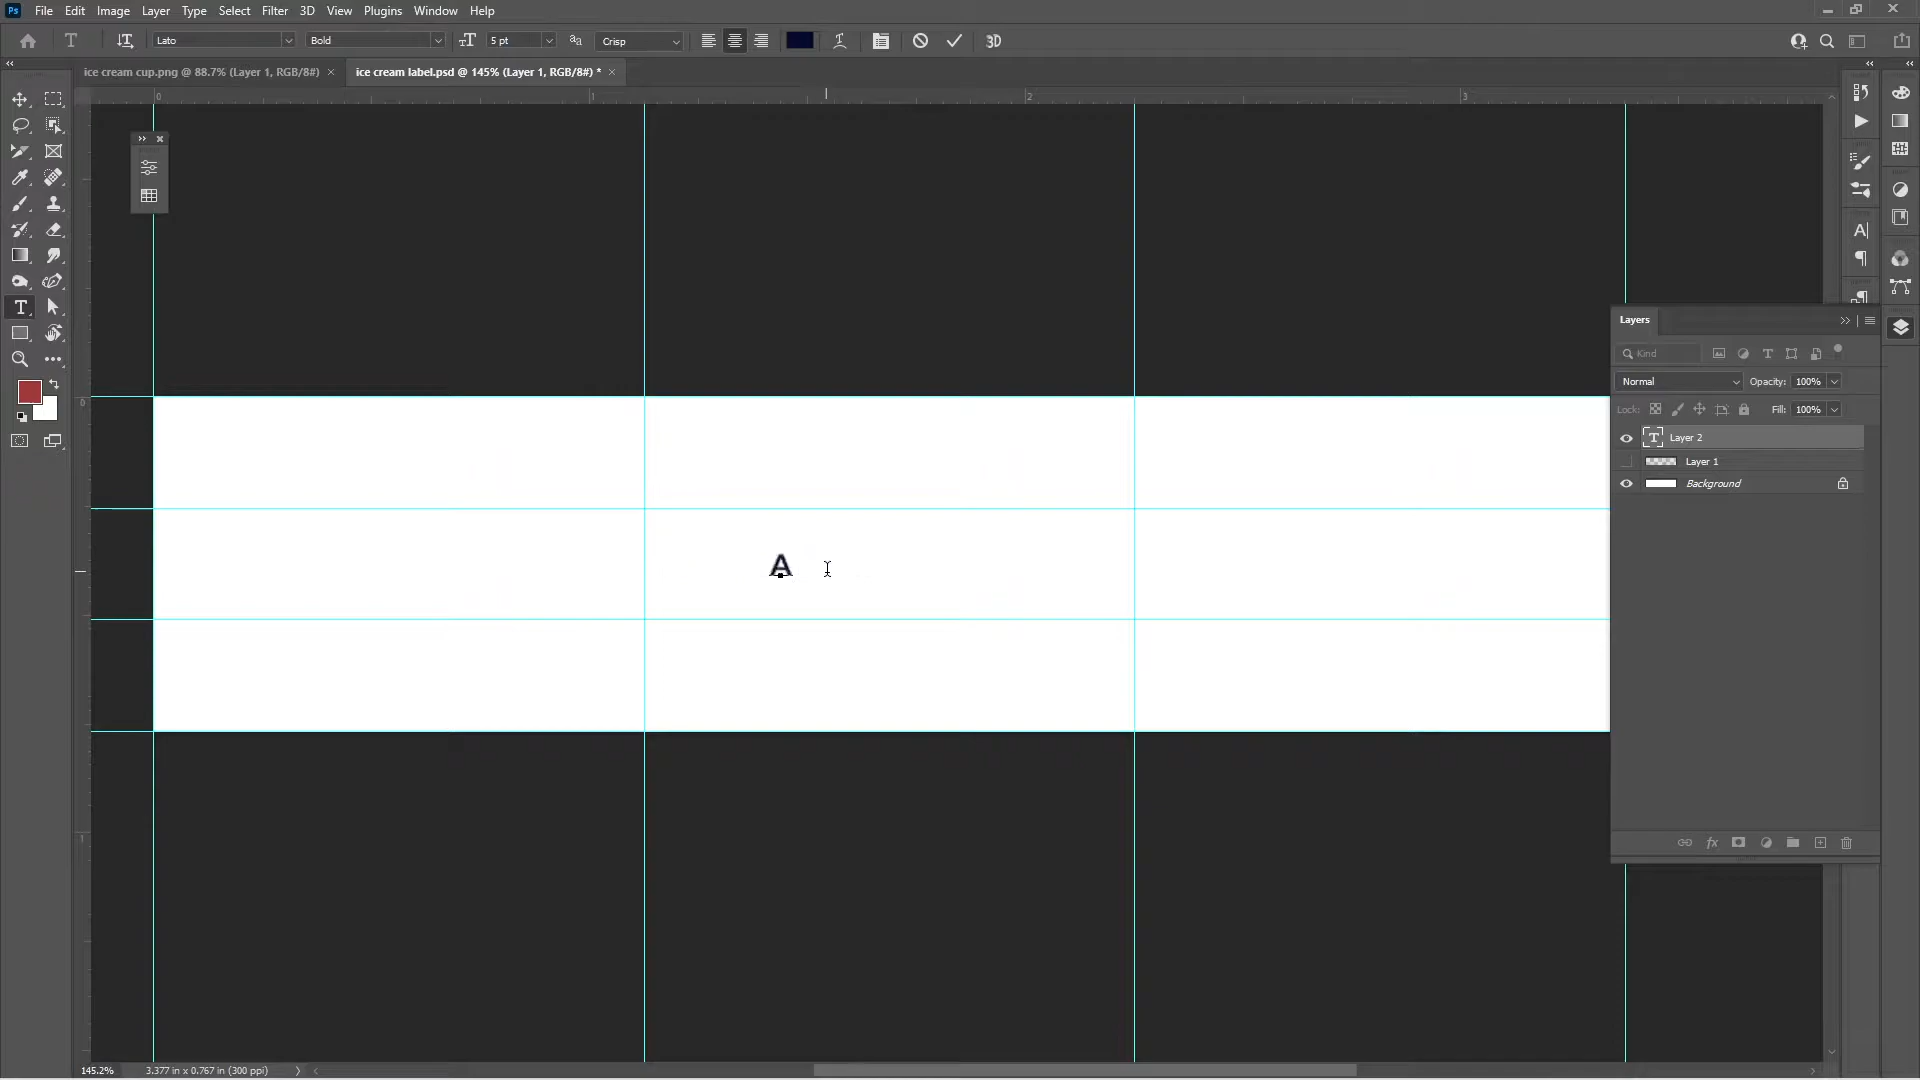 Ps File Edit Image Layer Type Select Filter 3D View Plugins Window Help
T Lato Bold 5 pt Crisp 3D
ice cream cup.png @ 88.7% (Layer 1, RGB/8#) × ice cream label.psd @ 145% (Layer 1, RGB/8#) * ×
0 1 2 3
Layers
Kind
Normal Opacity: 100%
Lock: Fill: 100%
T Layer 2
Layer 1
Background
0
A
1
145.2% 3.377 in x 0.767 in (300 ppi)